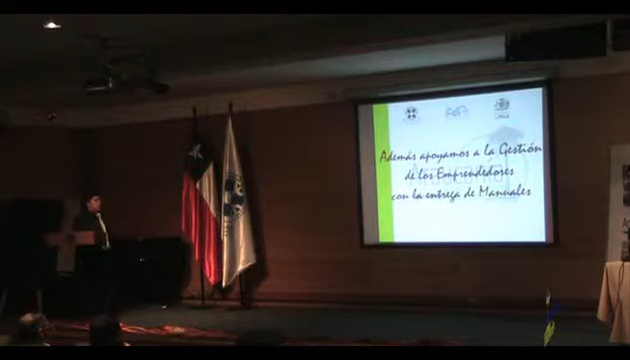 Además apoyamos a la Gestión
de los Emprendedores
con la entrega de Manuales